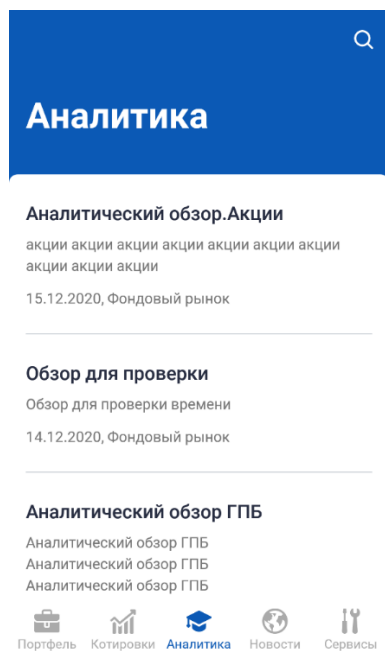 Аналитика
Аналитический обзор.Акции
акции акции акции акции акции акции акции
акции акции акции
15.12.2020, Фондовый рынок
Обзор для проверки
Обзор для проверки времени
14.12.2020, Фондовый рынок
Аналитический обзор ГПБ
Аналитический обзор ГПБ
Аналитический обзор ГПБ
Аналитический обзор ГПБ
Портфель Котировки Аналитика Новости Сервисы